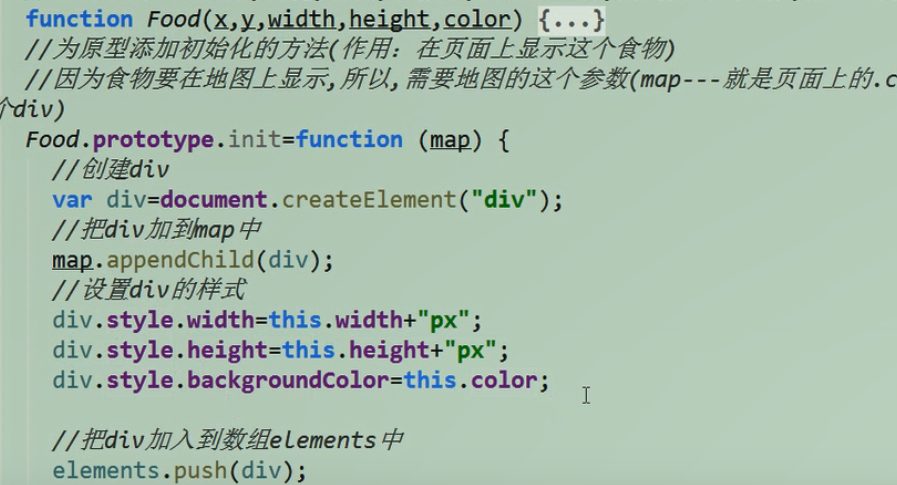 function Food(x,y,width,height,color) {...}
//为原型添加初始化的方法(作用：在页面上显示这个食物)
//因为食物要在地图上显示,所以,需要地图的这个参数(map---就是页面上的.c
个div)
Food.prototype.init=function (map) {
//创建div
var div=document.createElement("div");
//把div加到map中
map.appendChild(div);
//设置div的样式
div.style.width=this.width+"px";
div.style.height=this.height+"px";
div.style.backgroundColor=this.color;
//把div加入到数组elements中
elements.push(div);